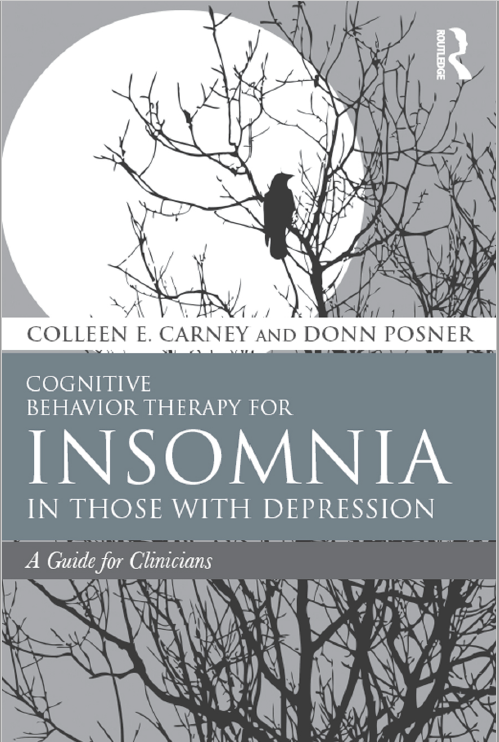 ROUTLEDGE
COLLEEN E. CARNEY AND DONN POSNER
COGNITIVE
BEHAVIOR THERAPY FOR
INSOMNIA
IN THOSE WITH DEPRESSION
A Guide for Clinicians